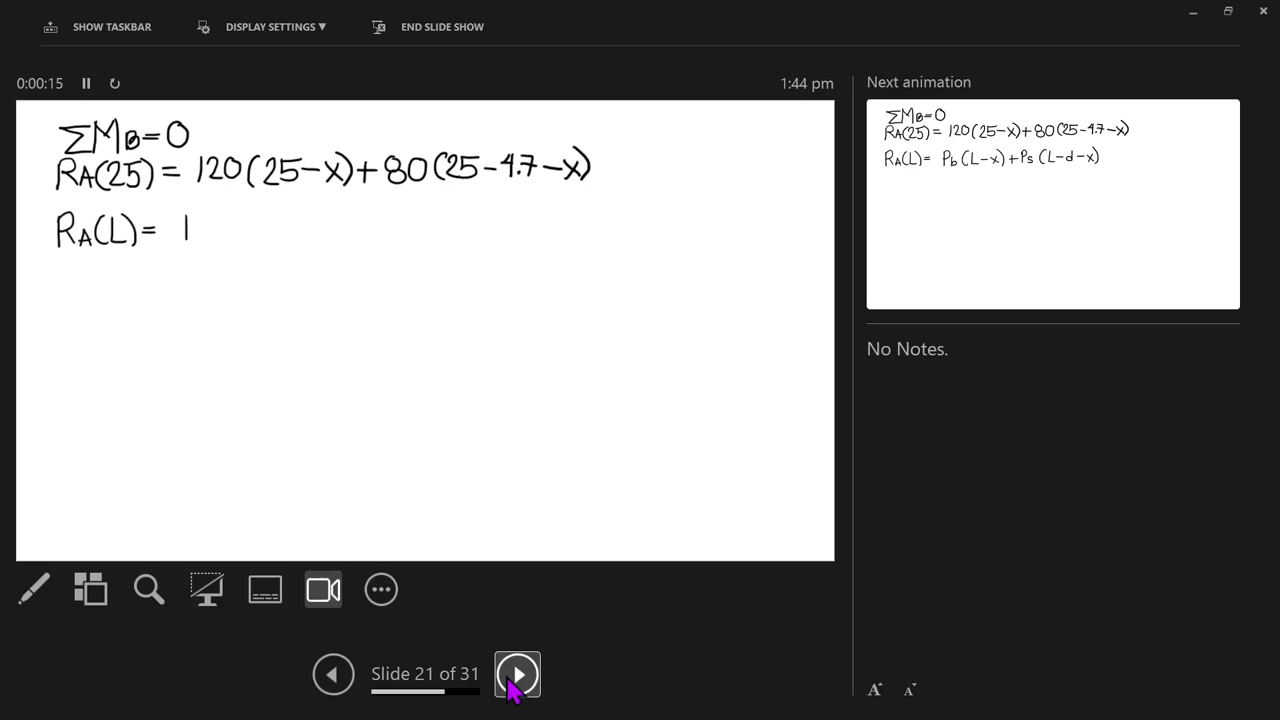 SHOW TASKBAR DISPLAY SETTINGS ▼ END SLIDE SHOW
0:00:15 1:44 pm
ΣMB=0
RA(25) = 120(25-x)+80(25-4.7-x)
RA(L)= |
Next animation
ΣMB=0
RA(25)= 120(25-x)+80(25-4.7-x)
RA(L)= Pb(L-x)+Ps(L-d-x)
No Notes.
Slide 21 of 31
A A